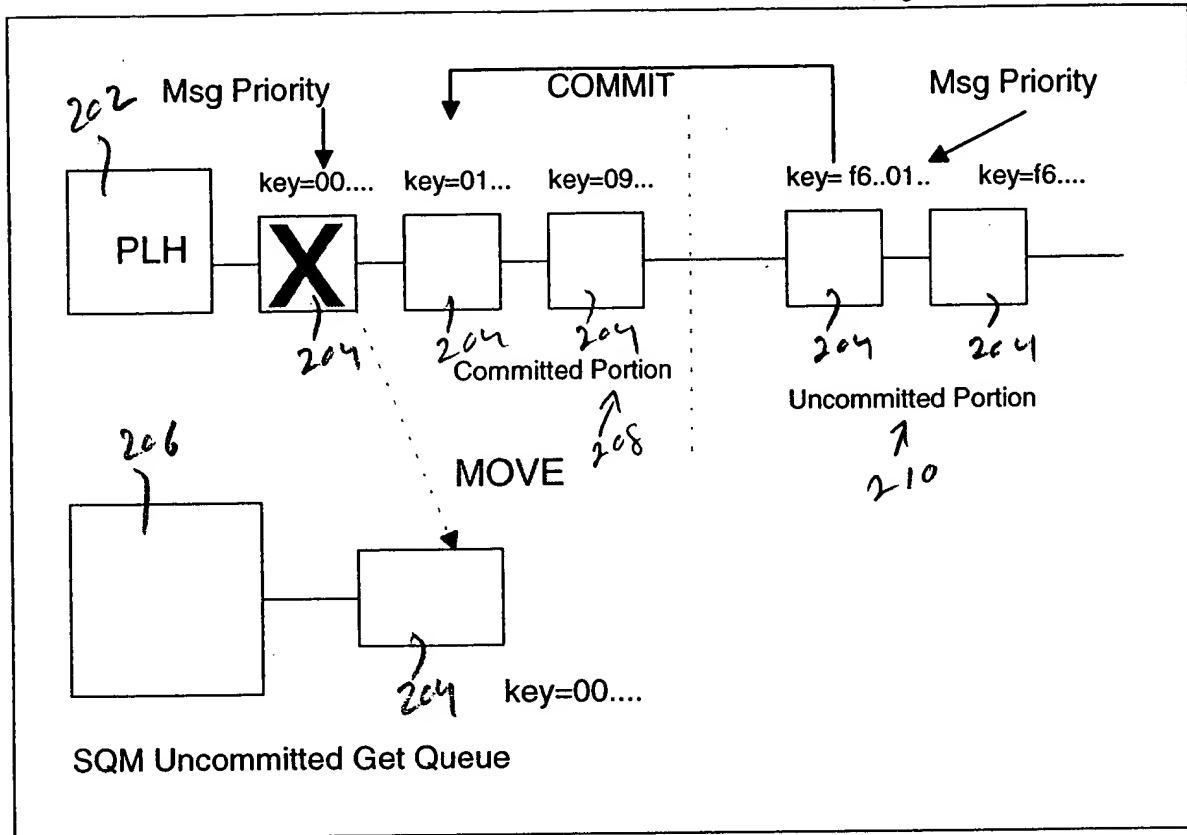 202
Msg Priority
COMMIT
Msg Priority
key=00.... key=01... key=09... key= f6..01.. key=f6....
PLH
X
204 204 204 204 204
Committed Portion
Uncommitted Portion
208
210
206
MOVE
204 key=00....
SQM Uncommitted Get Queue